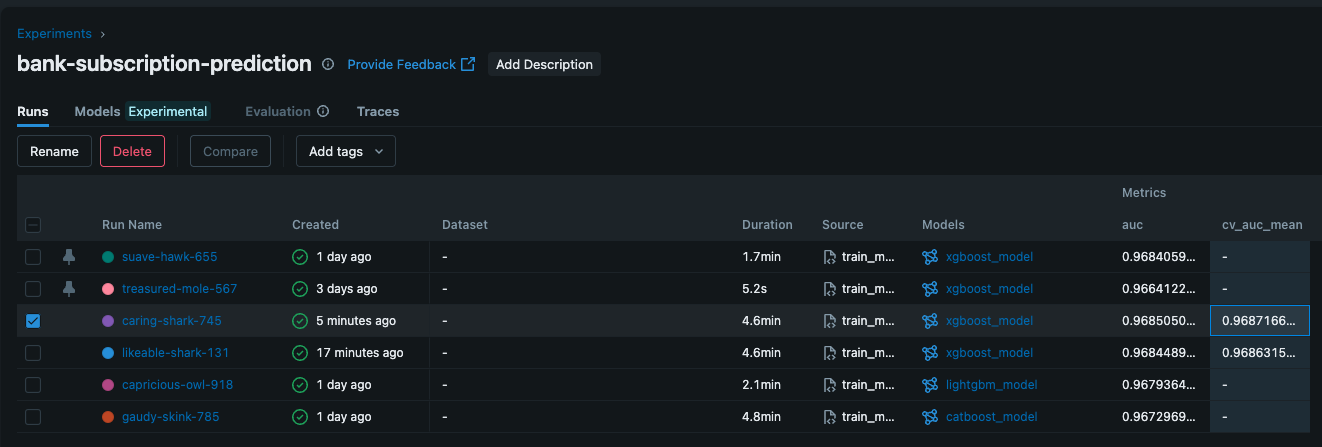 Experiments ›
bank-subscription-prediction Provide Feedback Add Description
Runs Models Experimental Evaluation Traces
Rename Delete Compare Add tags
Metrics
Run Name Created Dataset Duration Source Models auc cv_auc_mean
suave-hawk-655 1 day ago - 1.7min train_m... xgboost_model 0.9684059... -
treasured-mole-567 3 days ago - 5.2s train_m... xgboost_model 0.9664122... -
caring-shark-745 5 minutes ago - 4.6min train_m... xgboost_model 0.9685050... 0.9687166...
likeable-shark-131 17 minutes ago - 4.6min train_m... xgboost_model 0.9684489... 0.9686315...
capricious-owl-918 1 day ago - 2.1min train_m... lightgbm_model 0.9679364... -
gaudy-skink-785 1 day ago - 4.8min train_m... catboost_model 0.9672969... -